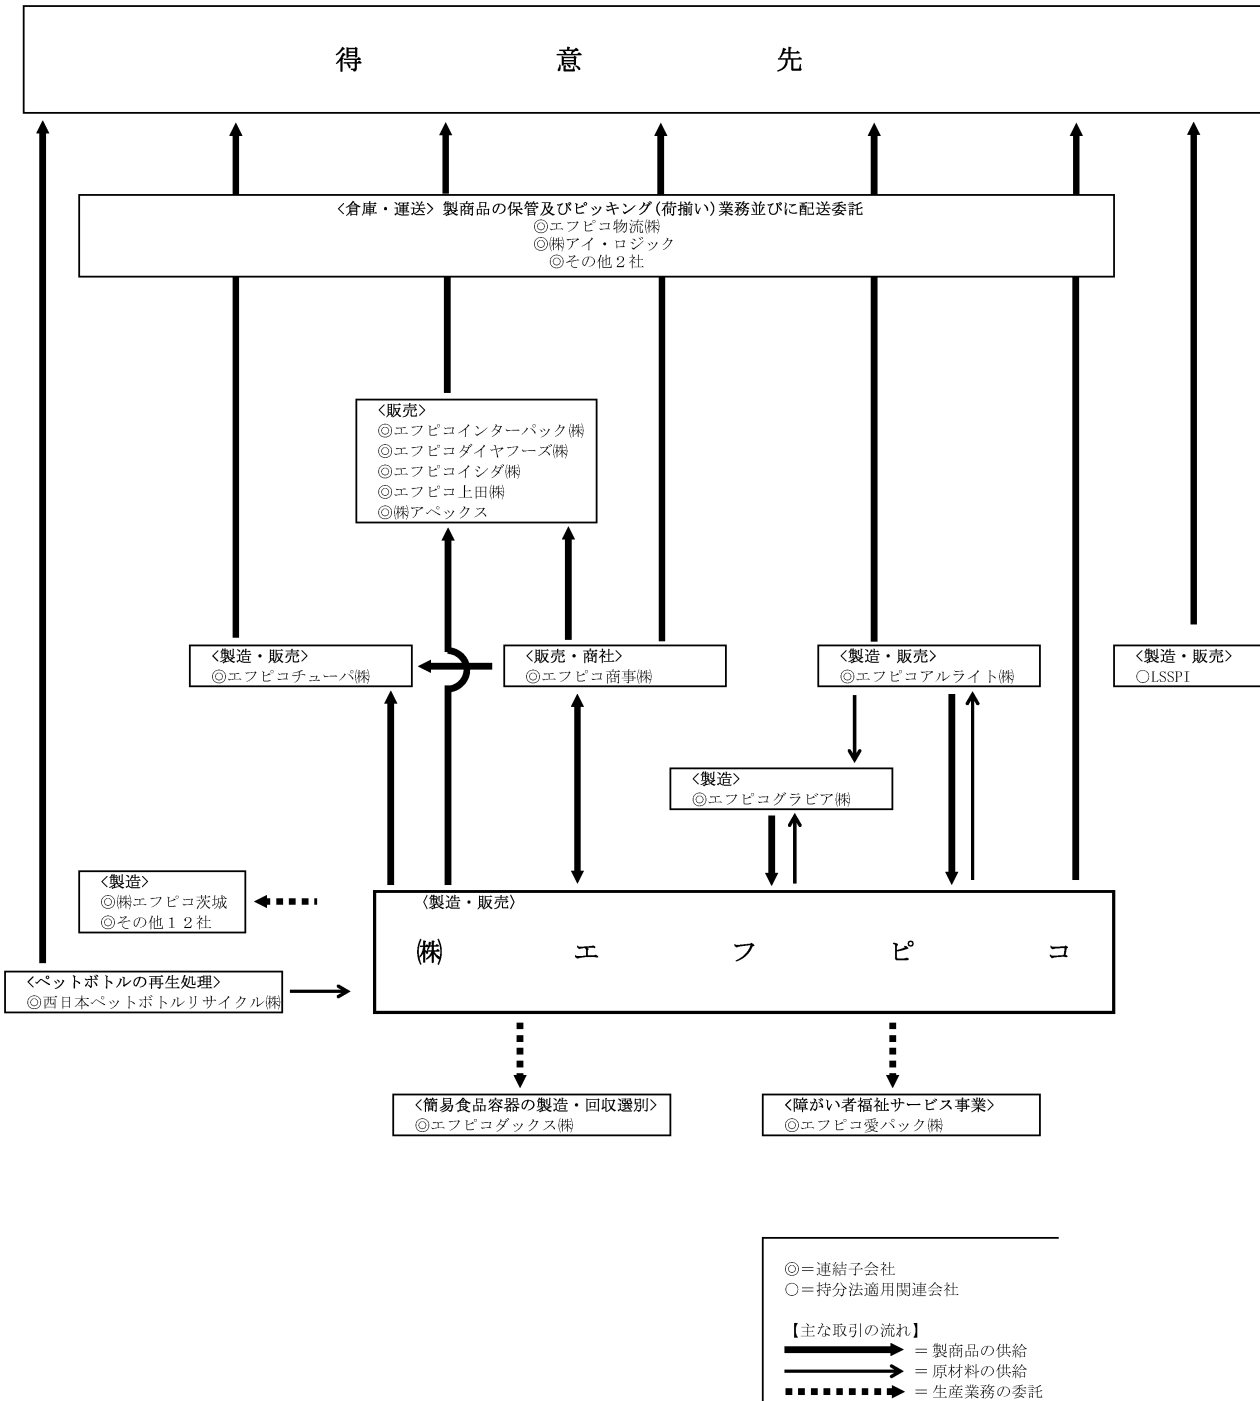 得 意 先
<倉庫・運送> 製商品の保管及びピッキング(荷揃い)業務並びに配送委託
◎エフピコ物流㈱
◎㈱アイ・ロジック
◎その他２社
<販売>
◎エフピコインターパック㈱
◎エフピコダイヤフーズ㈱
◎エフピコイシダ㈱
◎エフピコ上田㈱
◎㈱アペックス
<製造・販売>
◎エフピコチューパ㈱
<販売・商社>
◎エフピコ商事㈱
<製造・販売>
◎エフピコアルライト㈱
<製造・販売>
○LSSPI
<製造>
◎エフピコグラビア㈱
<製造>
◎㈱エフピコ茨城
◎その他１２社
<製造・販売>
㈱ エ フ ピ コ
<ペットボトルの再生処理>
◎西日本ペットボトルリサイクル㈱
<簡易食品容器の製造・回収選別>
◎エフピコダックス㈱
<障がい者福祉サービス事業>
◎エフピコ愛パック㈱
◎＝連結子会社
○＝持分法適用関連会社
【主な取引の流れ】
＝ 製商品の供給
＝ 原材料の供給
＝ 生産業務の委託